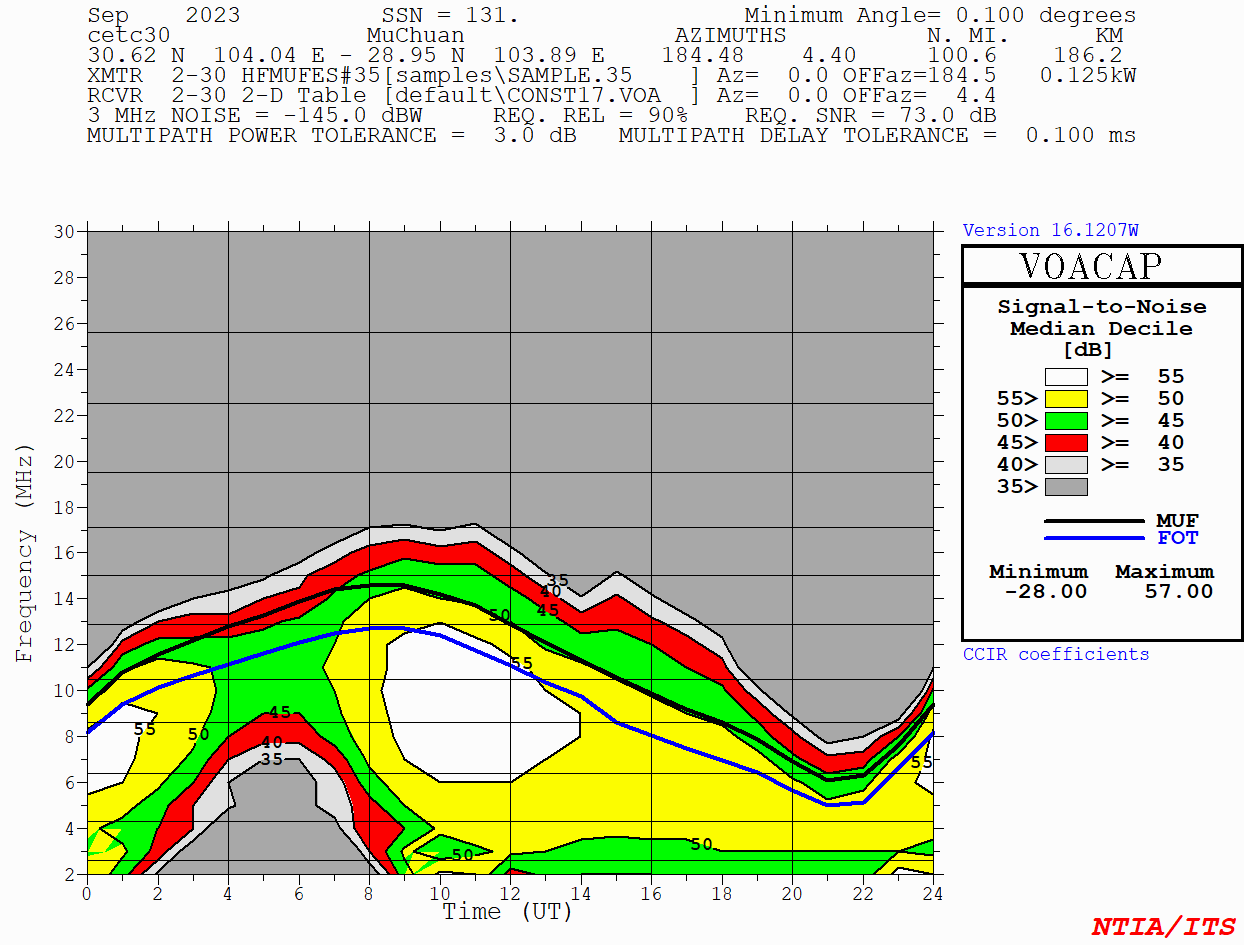 Sep    2023          SSN = 131.                Minimum Angle= 0.100 degrees
cetc30              MuChuan               AZIMUTHS          N. MI.      KM
30.62 N  104.04 E - 28.95 N  103.89 E    184.48    4.40     100.6    186.2
XMTR  2-30 HFMUFES#35[samples\SAMPLE.35    ] Az=  0.0 OFFaz=184.5   0.125kW
RCVR  2-30 2-D Table [default\CONST17.VOA  ] Az=  0.0 OFFaz=  4.4
3 MHz NOISE = -145.0 dBW     REQ. REL = 90%    REQ. SNR = 73.0 dB
MULTIPATH POWER TOLERANCE =  3.0 dB   MULTIPATH DELAY TOLERANCE =  0.100 ms
30
28
26
24
22
20
18
16
14
12
10
8
6
4
2
Frequency (MHz)
35
40
45
50
55
55
50
45
40
35
55
50
50
0 2 4 6 8 10 12 14 16 18 20 22 24
Time (UT)
Version 16.1207W
VOACAP
Signal-to-Noise
Median Decile
[dB]
>= 55
55> >= 50
50> >= 45
45> >= 40
40> >= 35
35>
MUF
FOT
Minimum Maximum
-28.00 57.00
CCIR coefficients
NTIA/ITS